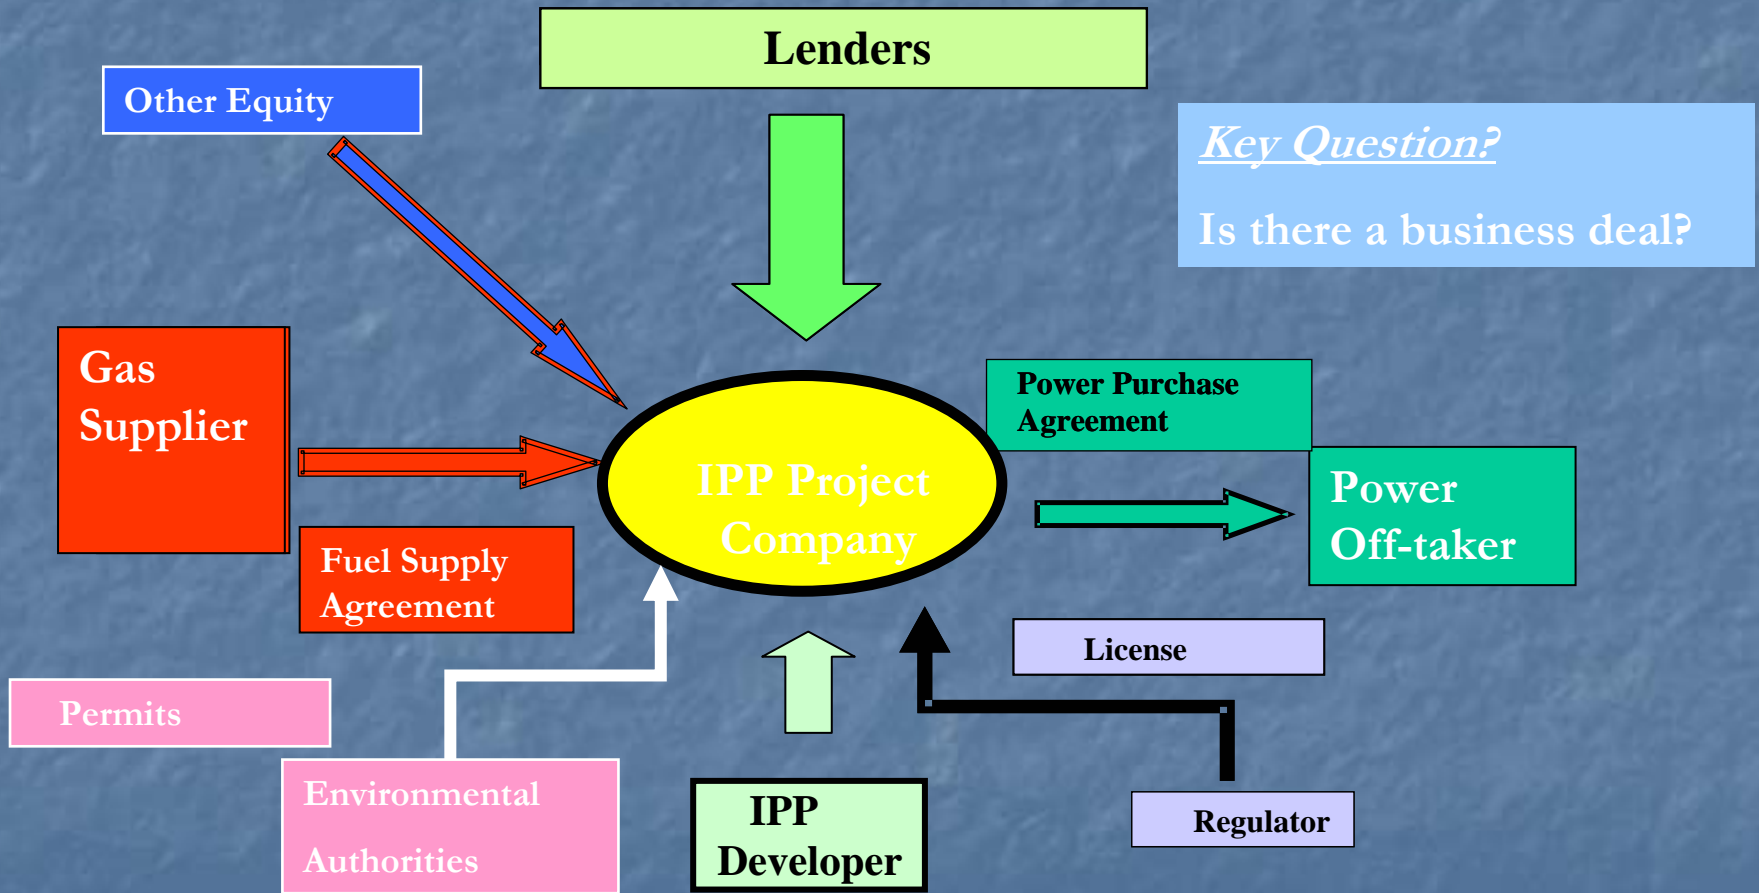 Lenders
Other Equity
Key Question?
Is there a business deal?
Gas
Supplier
Power Purchase
Agreement
IPP Project
Company
Power
Off-taker
Fuel Supply
Agreement
License
Permits
Environmental
Authorities
IPP
Developer
Regulator